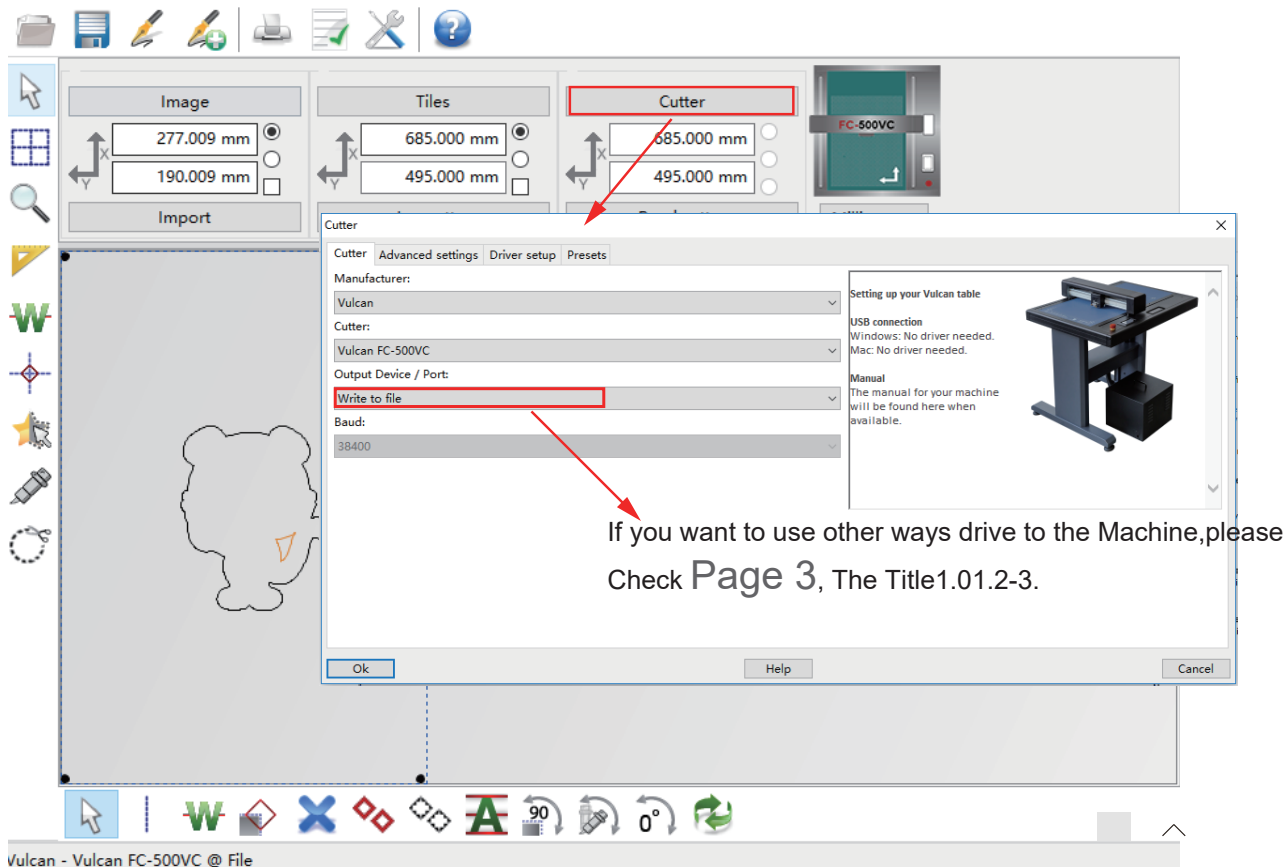 Image
Tiles
Cutter
X
277.009 mm
Y
190.009 mm
X
685.000 mm
Y
495.000 mm
X
685.000 mm
Y
495.000 mm
FC-500VC
Import
Cutter
Cutter
Advanced settings
Driver setup
Presets
Manufacturer:
Vulcan
Cutter:
Vulcan FC-500VC
Output Device / Port:
Write to file
Baud:
38400
Setting up your Vulcan table
USB connection
Windows: No driver needed.
Mac: No driver needed.
Manual
The manual for your machine
will be found here when
available.
If you want to use other ways drive to the Machine,please
Check Page 3, The Title1.01.2-3.
Ok
Help
Cancel
W
W
A
90
0°
Vulcan - Vulcan FC-500VC @ File